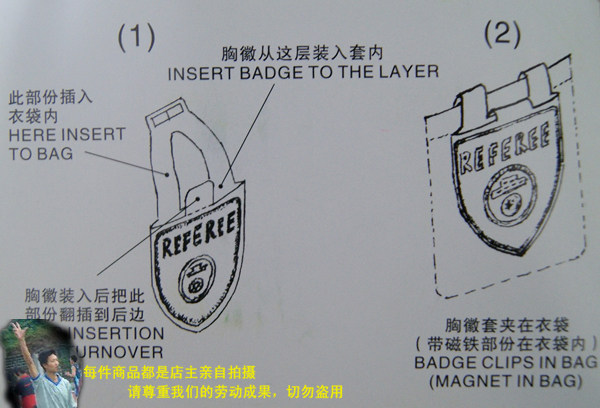 (1)
(2)
胸徽从这层装入套内
INSERT BADGE TO THE LAYER
此部份插入
衣袋内
HERE INSERT
TO BAG
REFEREE
REFEREE
胸徽装入后把此
部份翻插到后边
INSERTION
TURNOVER
胸徽套夹在衣袋
(带磁铁部份在衣袋内)
BADGE CLIPS IN BAG
(MAGNET IN BAG)
每件商品都是店主亲自拍摄
请尊重我们的劳动成果，切勿盗用